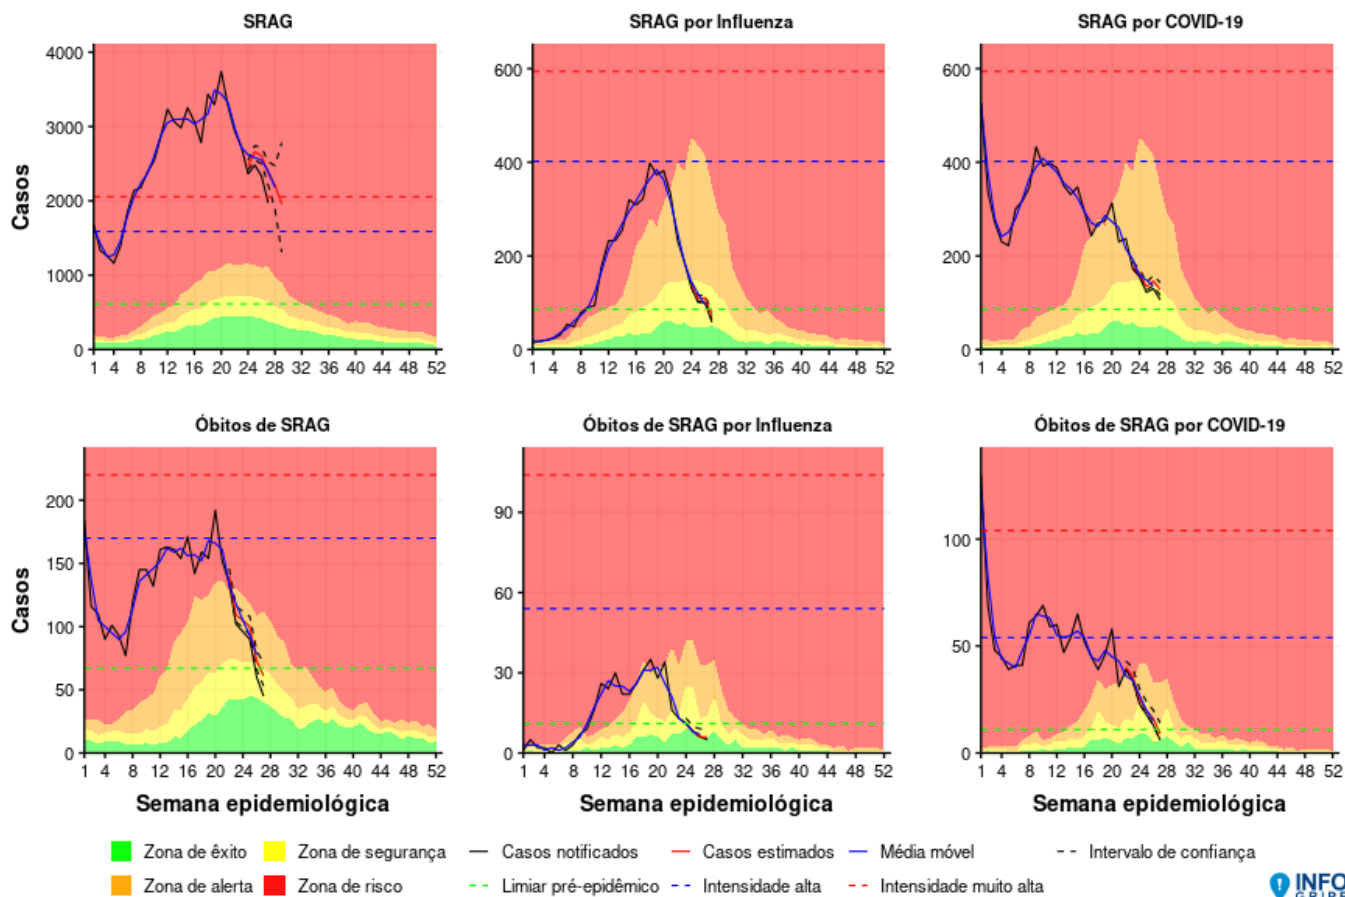 SRAG
SRAG por Influenza
SRAG por COVID-19
4000
3000
2000
1000
0
Casos
1 4 8 12 16 20 24 28 32 36 40 44 48 52
600
400
200
0
1 4 8 12 16 20 24 28 32 36 40 44 48 52
600
400
200
0
1 4 8 12 16 20 24 28 32 36 40 44 48 52
Óbitos de SRAG
Óbitos de SRAG por Influenza
Óbitos de SRAG por COVID-19
200
150
100
50
0
Casos
1 4 8 12 16 20 24 28 32 36 40 44 48 52
90
60
30
0
1 4 8 12 16 20 24 28 32 36 40 44 48 52
100
50
0
1 4 8 12 16 20 24 28 32 36 40 44 48 52
Semana epidemiológica
Semana epidemiológica
Semana epidemiológica
Zona de êxito
Zona de segurança
Casos notificados
Casos estimados
Média móvel
Intervalo de confiança
Zona de alerta
Zona de risco
Limiar pré-epidêmico
Intensidade alta
Intensidade muito alta
INFO